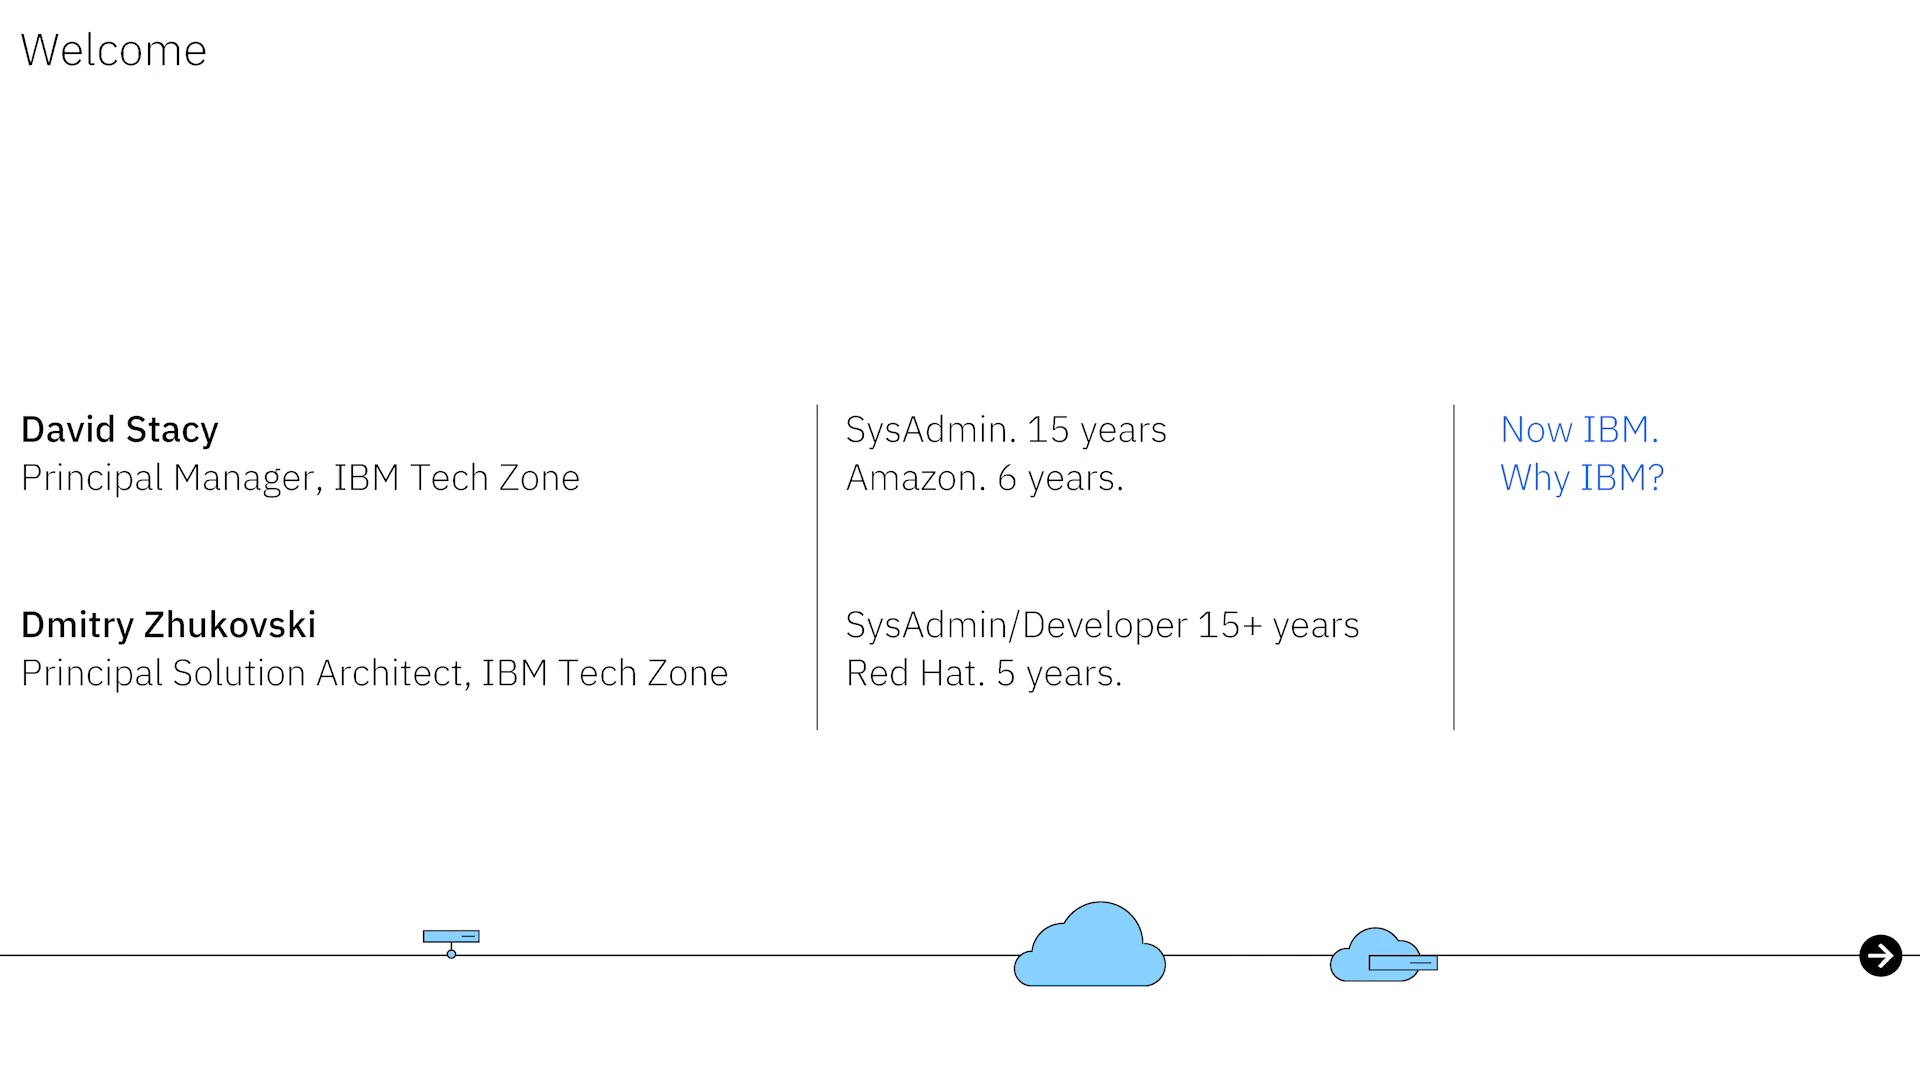 Welcome
David Stacy
Principal Manager, IBM Tech Zone
SysAdmin. 15 years
Amazon. 6 years.
Now IBM.
Why IBM?
Dmitry Zhukovski
Principal Solution Architect, IBM Tech Zone
SysAdmin/Developer 15+ years
Red Hat. 5 years.